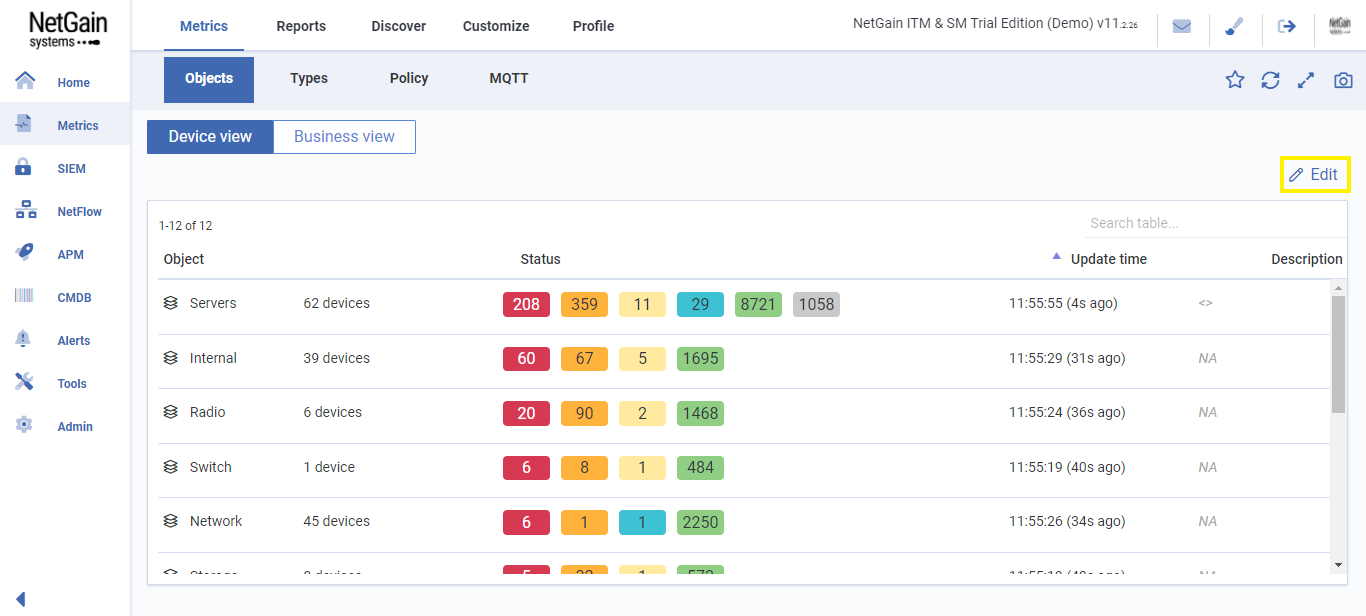 NetGain
systems
Metrics Reports Discover Customize Profile
NetGain ITM & SM Trial Edition (Demo) v11.2.26
NetGain
Home
Metrics
SIEM
NetFlow
APM
CMDB
Alerts
Tools
Admin
Objects Types Policy MQTT
Device view Business view
Edit
1-12 of 12 Search table...
Object Status Update time Description
Servers 62 devices 208 359 11 29 8721 1058 11:55:55 (4s ago) <>
Internal 39 devices 60 67 5 1695 11:55:29 (31s ago) NA
Radio 6 devices 20 90 2 1468 11:55:24 (36s ago) NA
Switch 1 device 6 8 1 484 11:55:19 (40s ago) NA
Network 45 devices 6 1 1 2250 11:55:26 (34s ago) NA